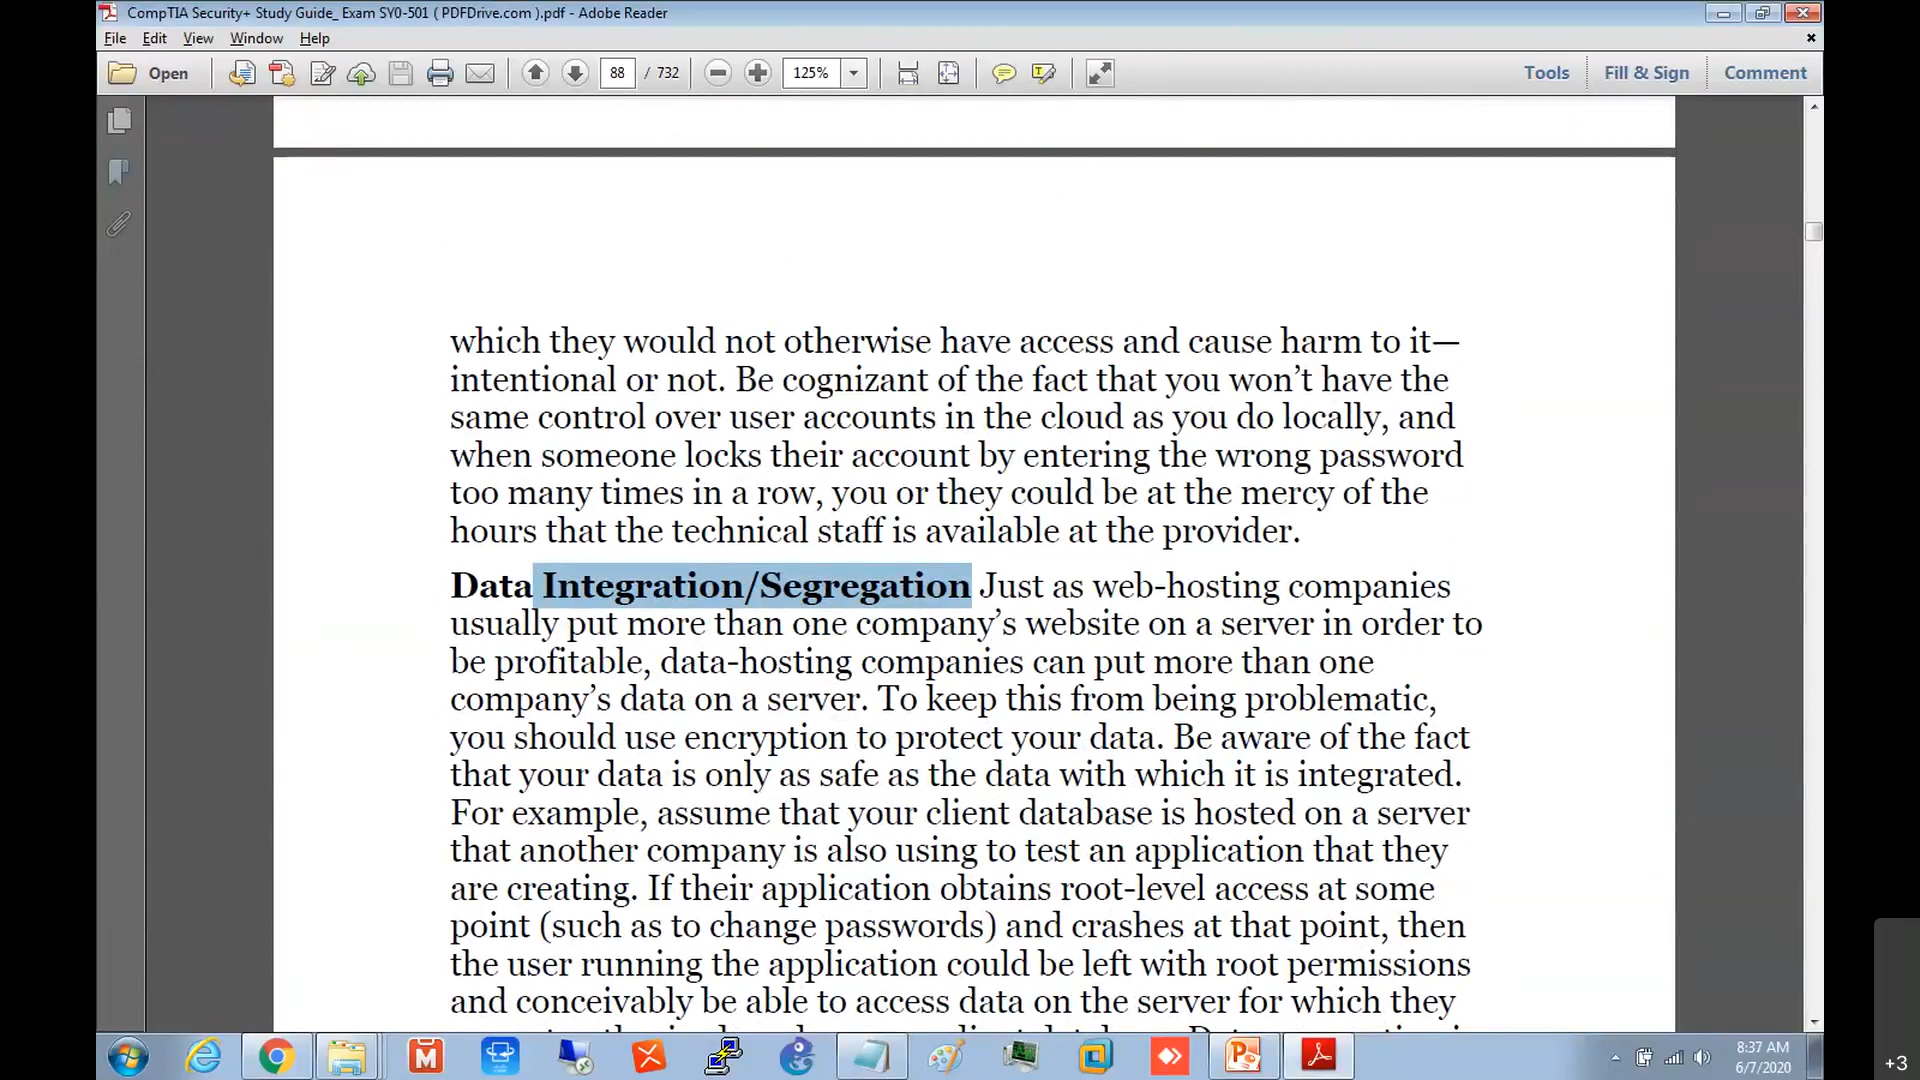 CompTIA Security+ Study Guide_ Exam SY0-501 ( PDFDrive.com ).pdf - Adobe Reader
File Edit View Window Help
Open 88 / 732 125% Tools Fill & Sign Comment
which they would not otherwise have access and cause harm to it—
intentional or not. Be cognizant of the fact that you won’t have the
same control over user accounts in the cloud as you do locally, and
when someone locks their account by entering the wrong password
too many times in a row, you or they could be at the mercy of the
hours that the technical staff is available at the provider.
Data Integration/Segregation Just as web-hosting companies
usually put more than one company’s website on a server in order to
be profitable, data-hosting companies can put more than one
company’s data on a server. To keep this from being problematic,
you should use encryption to protect your data. Be aware of the fact
that your data is only as safe as the data with which it is integrated.
For example, assume that your client database is hosted on a server
that another company is also using to test an application that they
are creating. If their application obtains root-level access at some
point (such as to change passwords) and crashes at that point, then
the user running the application could be left with root permissions
and conceivably be able to access data on the server for which they
8:37 AM
6/7/2020
+3